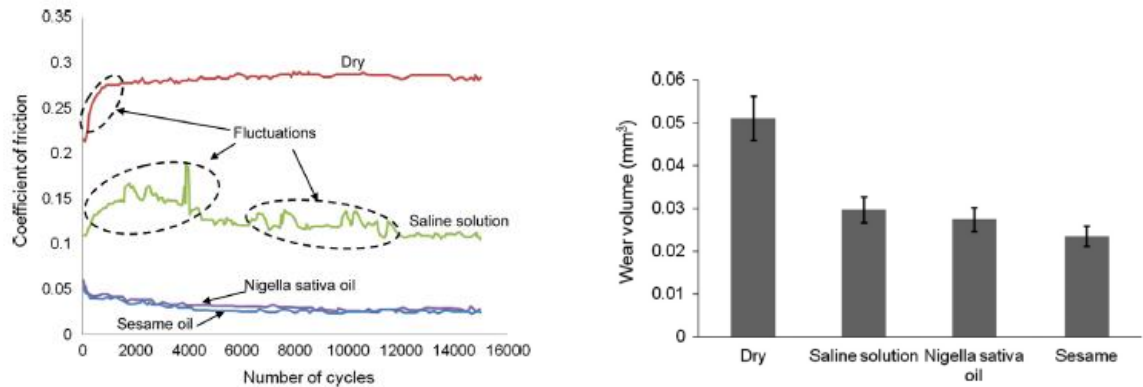 0.35
0.3
0.25
0.2
0.15
0.1
0.05
0
Coefficient of friction
Dry
Fluctuations
Saline solution
Nigella sativa oil
Sesame oil
0 2000 4000 6000 8000 10000 12000 14000 16000
Number of cycles
0.06
0.05
0.04
0.03
0.02
0.01
0
Wear volume (mm³)
Dry Saline solution Nigella sativa Sesame
oil